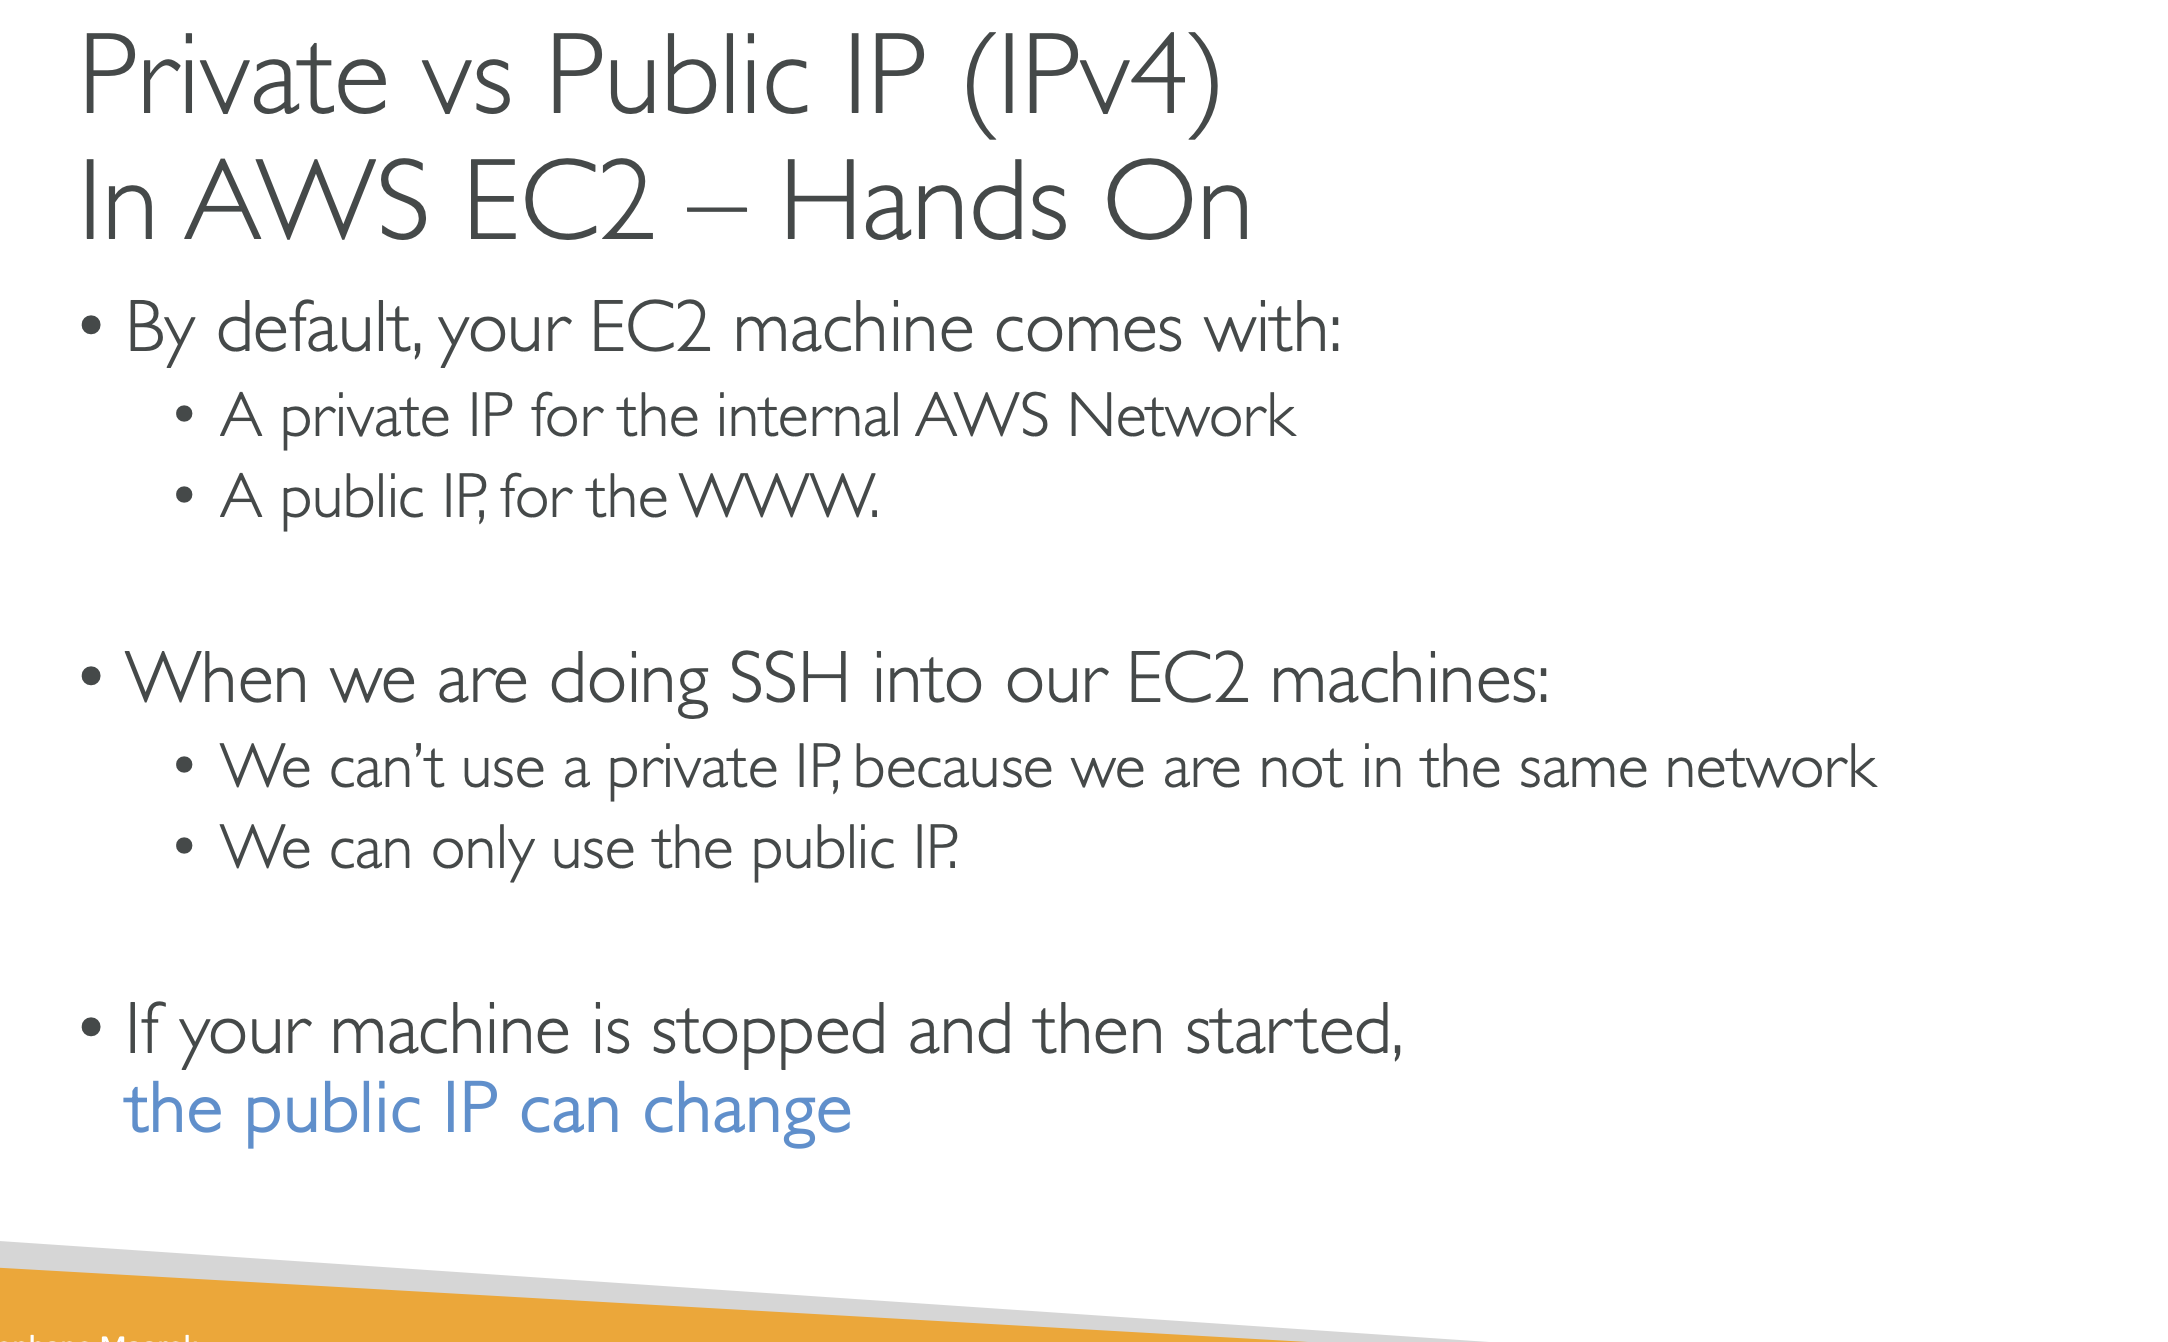 Private vs Public IP (IPv4)
In AWS EC2 – Hands On
• By default, your EC2 machine comes with:
• A private IP for the internal AWS Network
• A public IP, for the WWW.
• When we are doing SSH into our EC2 machines:
• We can’t use a private IP, because we are not in the same network
• We can only use the public IP.
• If your machine is stopped and then started,
the public IP can change